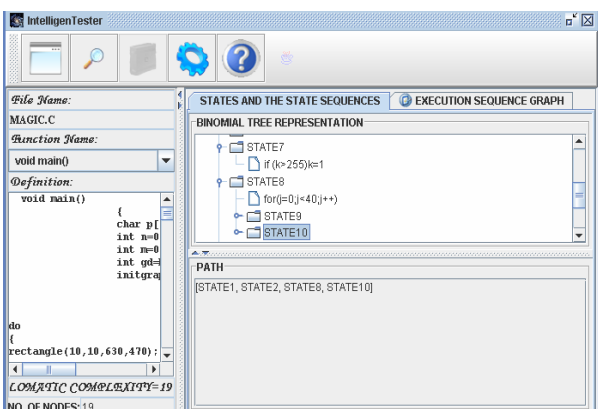 IntelligenTester
File Name:
MAGIC.C
Function Name:
void main()
Definition:
void main()
{
char p[
int n=0
int m=0
int gd=
initgra
do
{
rectangle(10,10,630,470);
LOMATIC COMPLEXITY=19
NO. OF NODES:19
STATES AND THE STATE SEQUENCES
EXECUTION SEQUENCE GRAPH
BINOMIAL TREE REPRESENTATION
STATE7
if (k>255)k=1
STATE8
for(j=0;j<40;j++)
STATE9
STATE10
PATH
[STATE1, STATE2, STATE8, STATE10]